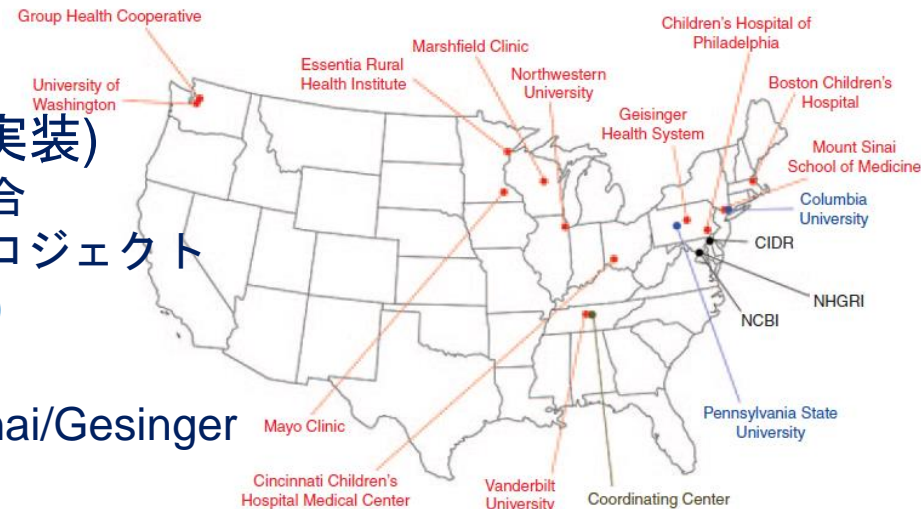 Group Health Cooperative
University of
Washington
Essentia Rural
Health Institute
Marshfield Clinic
Northwestern
University
Geisinger
Health System
Children's Hospital of
Philadelphia
Boston Children's
Hospital
Mount Sinai
School of Medicine
Columbia
University
CIDR
NHGRI
NCBI
Pennsylvania State
University
Mayo Clinic
Cincinnati Children's
Hospital Medical Center
Vanderbilt
University
Coordinating Center
実装)
合
ロジェクト
)
nai/Gesinger